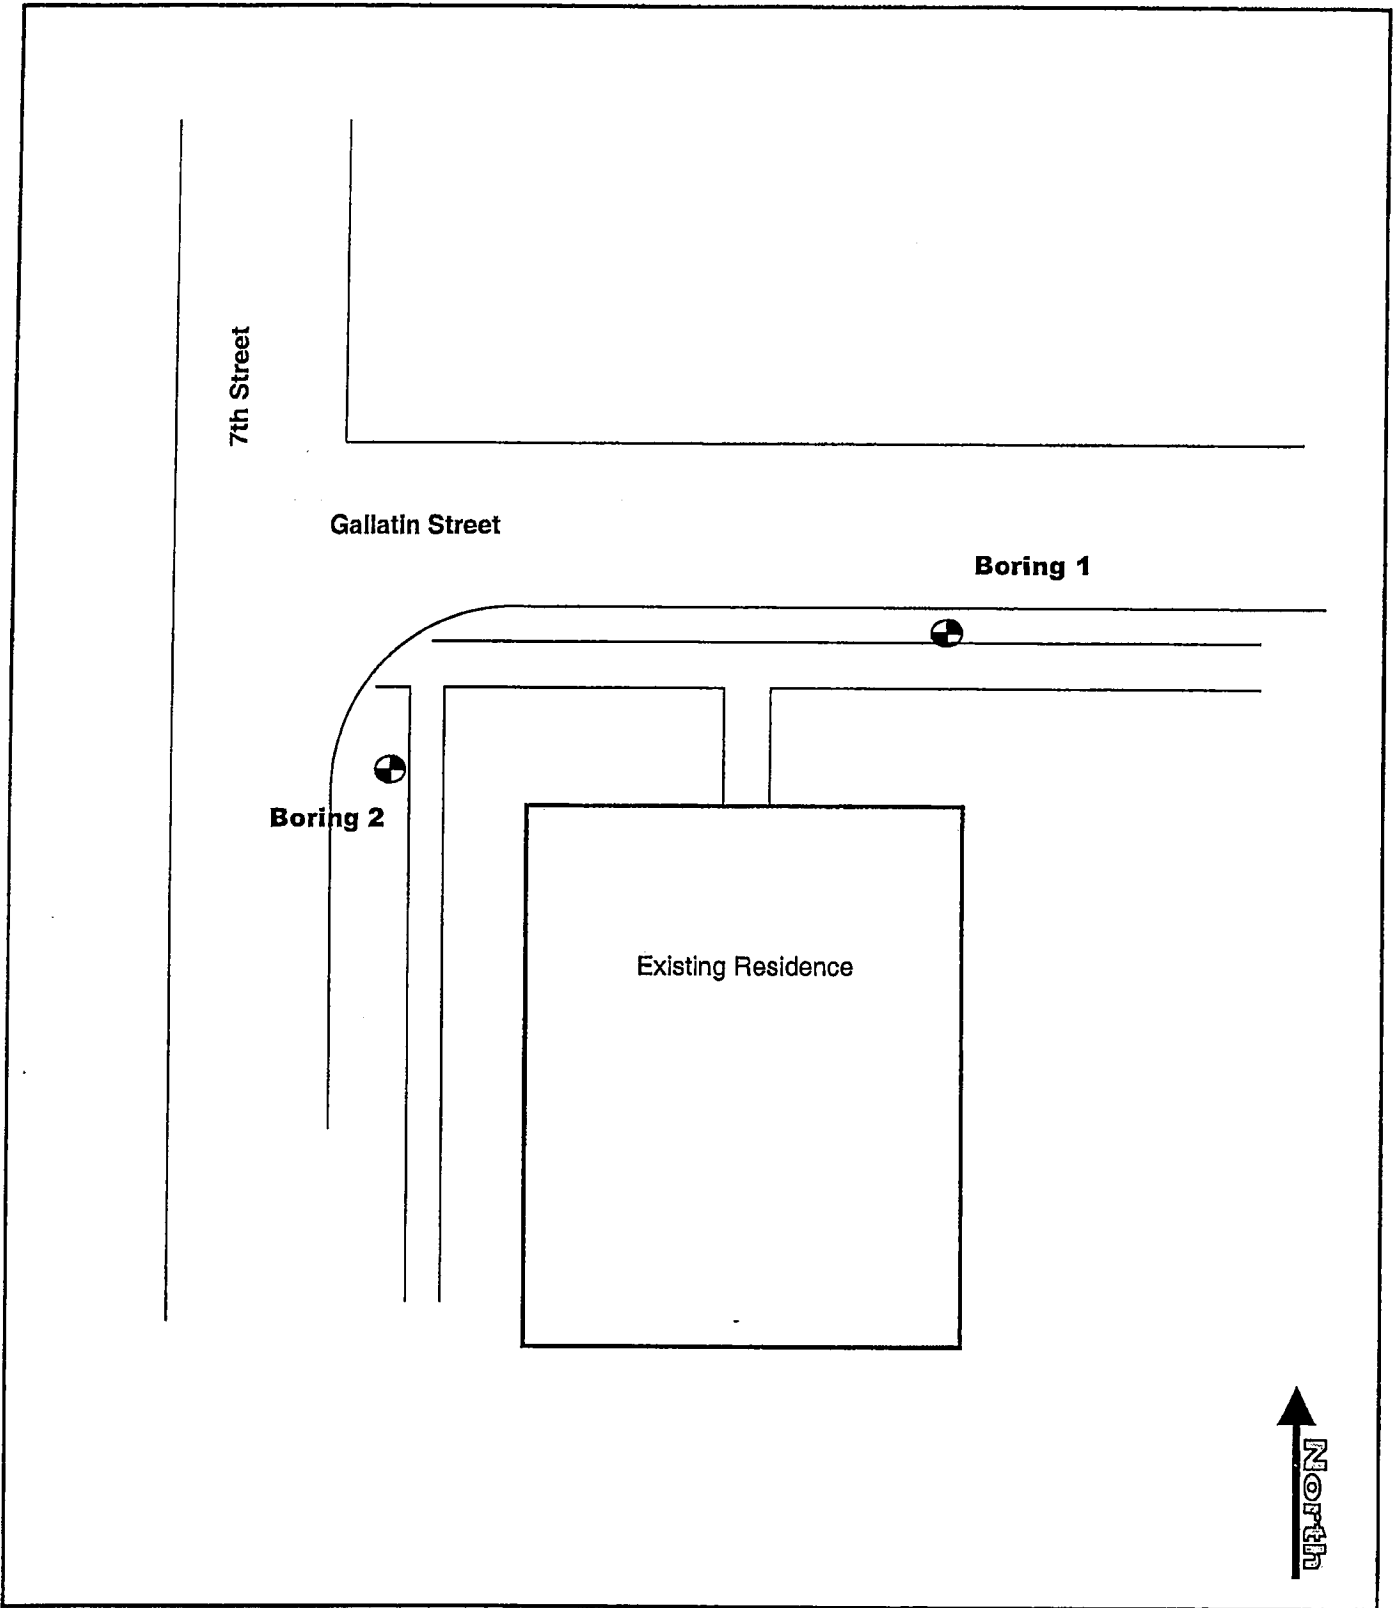 7th Street
Gallatin Street
Boring 1
Boring 2
Existing Residence
North